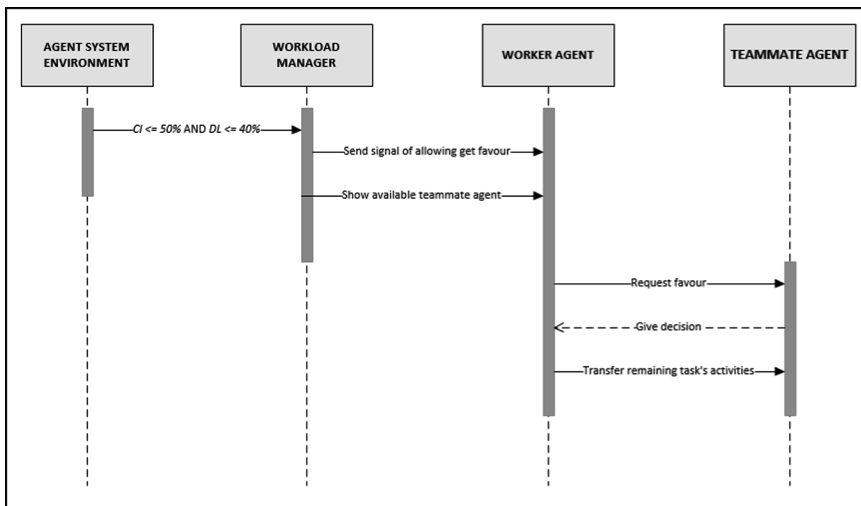 AGENT SYSTEM
ENVIRONMENT
WORKLOAD
MANAGER
WORKER AGENT
TEAMMATE AGENT
CI <= 50% AND DL <= 40%
Send signal of allowing get favour
Show available teammate agent
Request favour
Give decision
Transfer remaining task's activities